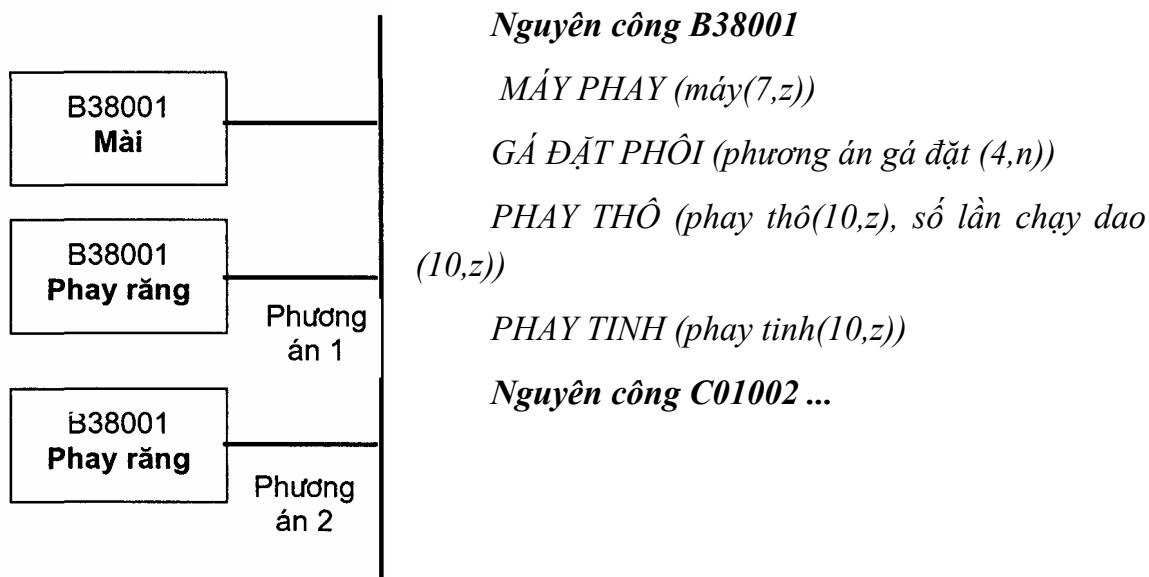 B38001
Mài
B38001
Phay răng
Phương
án 1
B38001
Phay răng
Phương
án 2
Nguyên công B38001
MÁY PHAY (máy(7,z))
GÁ ĐẶT PHÔI (phương án gá đặt (4,n))
PHAY THÔ (phay thô(10,z), số lần chạy dao
(10,z))
PHAY TINH (phay tinh(10,z))
Nguyên công C01002 ...